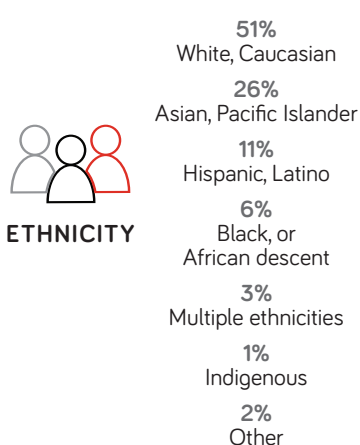 51%
White, Caucasian
26%
Asian, Pacific Islander
11%
Hispanic, Latino
ETHNICITY
6%
Black, or
African descent
3%
Multiple ethnicities
1%
Indigenous
2%
Other